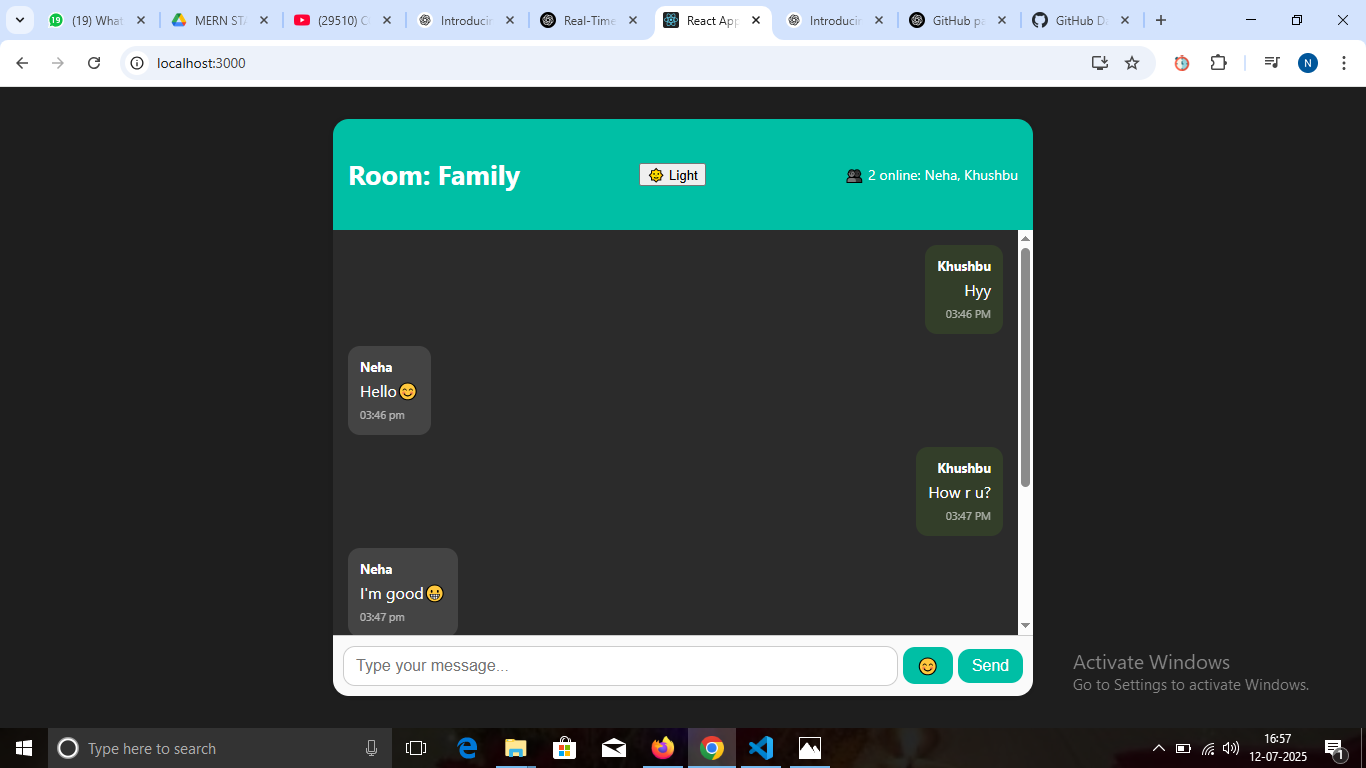 (19) What
MERN STA
(29510) C
Introducin
Real-Time
React App
Introducin
GitHub pa
GitHub Da
localhost:3000
N
Room: Family
🌞 Light
👥 2 online: Neha, Khushbu
Khushbu
Hyy
03:46 PM
Neha
Hello😊
03:46 pm
Khushbu
How r u?
03:47 PM
Neha
I'm good😀
03:47 pm
Type your message...
😊
Send
Activate Windows
Go to Settings to activate Windows.
Type here to search
16:57
12-07-2025
1